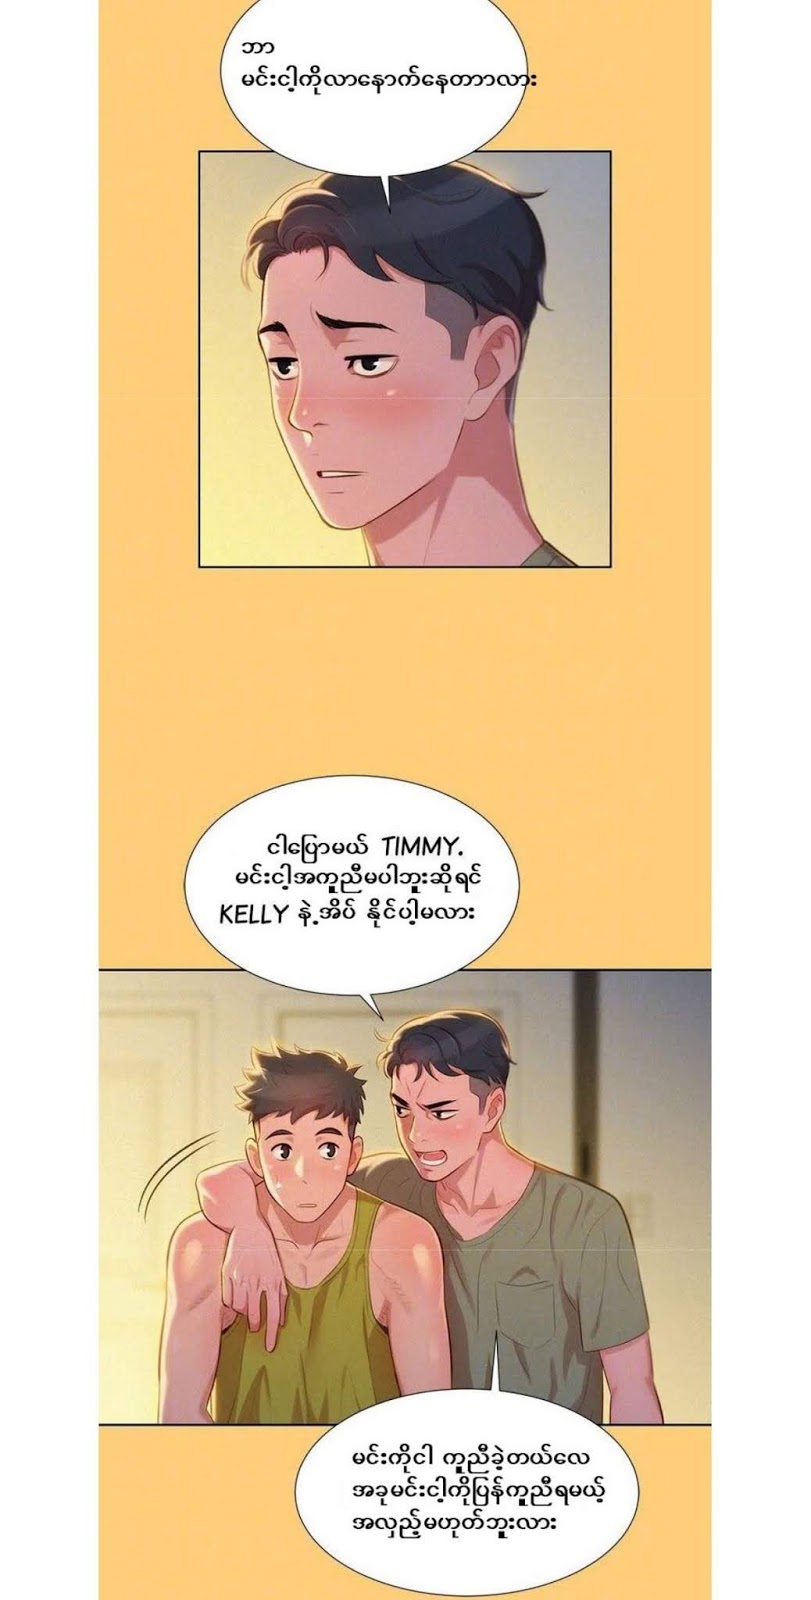 ဘာ
မင်းငါ့ကိုလာနောက်နေတာာလား
ငါပြောမယ် TIMMY.
မင်းငါ့အကူညီမပါဘူးဆိုရင်
KELLY နဲ့အိပ် နိုင်ပါ့မလား
မင်းကိုငါ ကူညီခဲ့တယ်လေ
အခုမင်းငါ့ကိုပြန်ကူညီရမယ့်
အလှည့်မဟုတ်ဘူးလား